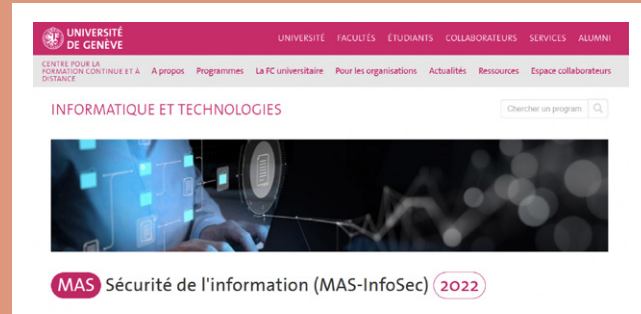 UNIVERSITÉ
DE GENÈVE
UNIVERSITÉ FACULTÉS ÉTUDIANTS COLLABORATEURS SERVICES ALUMNI
CENTRE POUR LA
FORMATION CONTINUE ET À
DISTANCE
A propos Programmes La FC universitaire Pour les organisations Actualités Ressources Espace collaborateurs
INFORMATIQUE ET TECHNOLOGIES
Chercher un program
MAS Sécurité de l'information (MAS-InfoSec) 2022